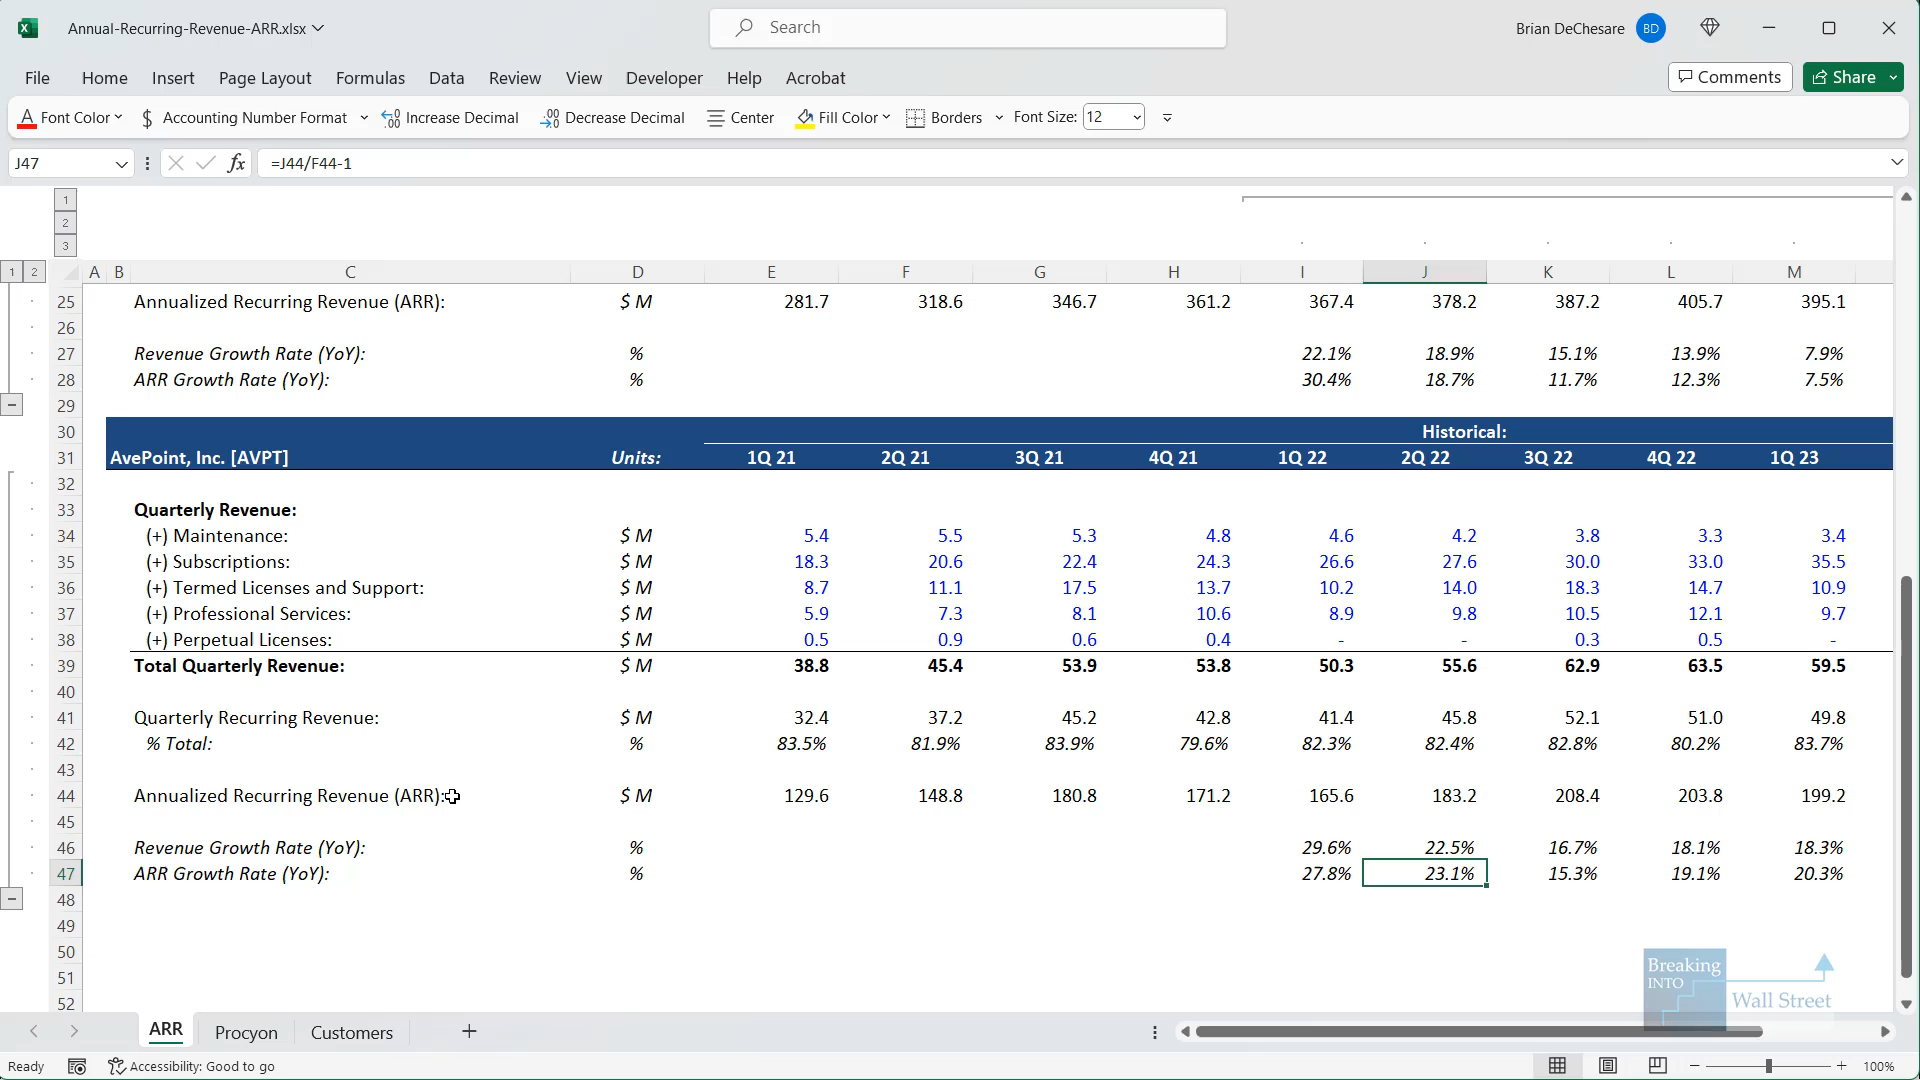 Annual-Recurring-Revenue-ARR.xlsx
Search
Brian DeChesare BD
File Home Insert Page Layout Formulas Data Review View Developer Help Acrobat Comments Share
A Font Color $ Accounting Number Format Increase Decimal Decrease Decimal Center Fill Color Borders Font Size: 12
J47 fx =J44/F44-1
1
2
3
1 2 A B C D E F G H I J K L M
25 Annualized Recurring Revenue (ARR): $ M 281.7 318.6 346.7 361.2 367.4 378.2 387.2 405.7 395.1
26
27 Revenue Growth Rate (YoY): % 22.1% 18.9% 15.1% 13.9% 7.9%
28 ARR Growth Rate (YoY): % 30.4% 18.7% 11.7% 12.3% 7.5%
29
30 Historical:
31 AvePoint, Inc. [AVPT] Units: 1Q 21 2Q 21 3Q 21 4Q 21 1Q 22 2Q 22 3Q 22 4Q 22 1Q 23
32
33 Quarterly Revenue:
34 (+) Maintenance: $ M 5.4 5.5 5.3 4.8 4.6 4.2 3.8 3.3 3.4
35 (+) Subscriptions: $ M 18.3 20.6 22.4 24.3 26.6 27.6 30.0 33.0 35.5
36 (+) Termed Licenses and Support: $ M 8.7 11.1 17.5 13.7 10.2 14.0 18.3 14.7 10.9
37 (+) Professional Services: $ M 5.9 7.3 8.1 10.6 8.9 9.8 10.5 12.1 9.7
38 (+) Perpetual Licenses: $ M 0.5 0.9 0.6 0.4 - - 0.3 0.5 -
39 Total Quarterly Revenue: $ M 38.8 45.4 53.9 53.8 50.3 55.6 62.9 63.5 59.5
40
41 Quarterly Recurring Revenue: $ M 32.4 37.2 45.2 42.8 41.4 45.8 52.1 51.0 49.8
42 % Total: % 83.5% 81.9% 83.9% 79.6% 82.3% 82.4% 82.8% 80.2% 83.7%
43
44 Annualized Recurring Revenue (ARR): $ M 129.6 148.8 180.8 171.2 165.6 183.2 208.4 203.8 199.2
45
46 Revenue Growth Rate (YoY): % 29.6% 22.5% 16.7% 18.1% 18.3%
47 ARR Growth Rate (YoY): % 27.8% 23.1% 15.3% 19.1% 20.3%
48
49
50
51
52
Breaking
INTO
Wall Street
ARR Procyon Customers
Ready Accessibility: Good to go 100%